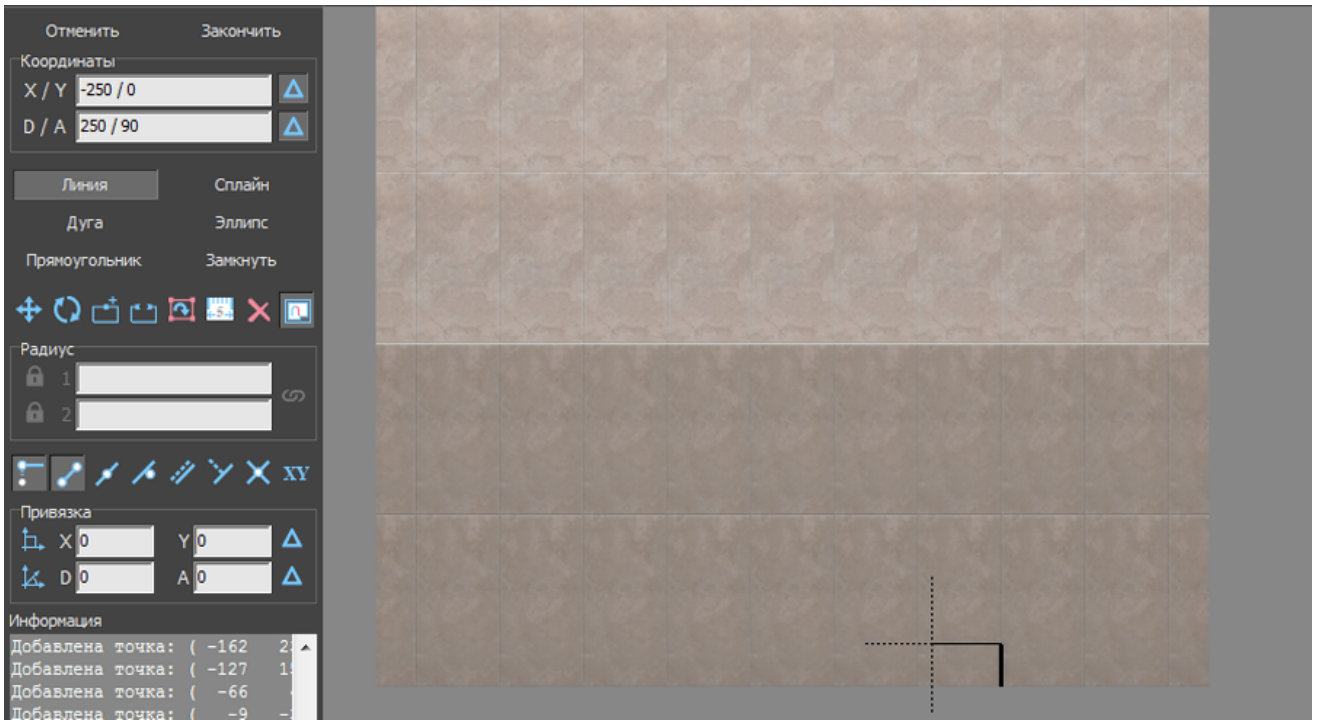 Отменить Закончить
Координаты
X / Y -250 / 0
D / A 250 / 90
Линия Сплайн
Дуга Эллипс
Прямоугольник Замкнуть
5
Радиус
1
2
XY
Привязка
X 0 Y 0
D 0 A 0
Информация
Добавлена точка: ( -162
Добавлена точка: ( -127
Добавлена точка: ( -66
Добавлена точка: ( -9